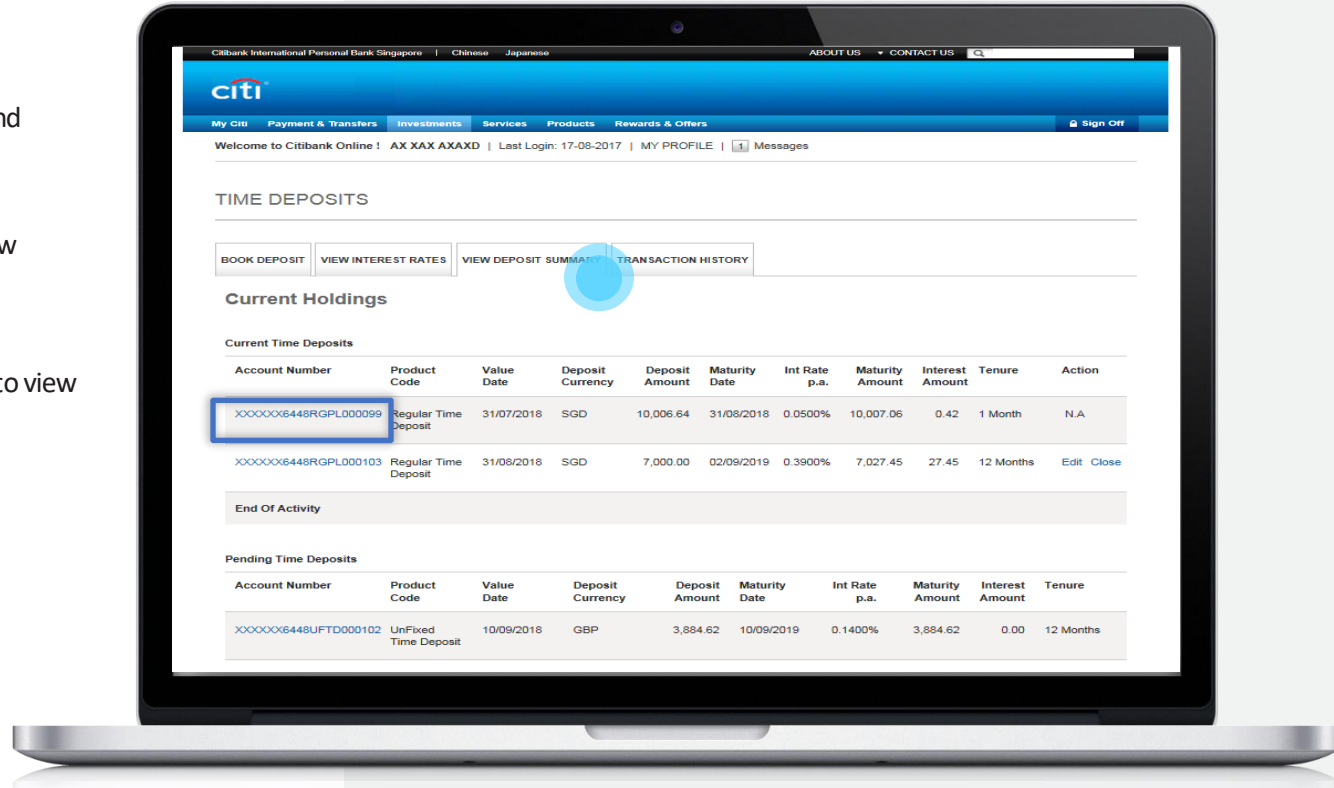 nd
w
to view
Citibank International Personal Bank Singapore | Chinese Japanese ABOUT US CONTACT US
citi
My Citi Payment & Transfers Investments Services Products Rewards & Offers Sign Off
Welcome to Citibank Online ! AX XAX AXAXD | Last Login: 17-08-2017 | MY PROFILE | 1 Messages
TIME DEPOSITS
BOOK DEPOSIT VIEW INTEREST RATES VIEW DEPOSIT SUMMARY TRANSACTION HISTORY
Current Holdings
Current Time Deposits
Account Number Product Code Value Date Deposit Currency Deposit Amount Maturity Date Int Rate p.a. Maturity Amount Interest Amount Tenure Action
XXXXXX6448RGPL000099 Regular Time Deposit 31/07/2018 SGD 10,006.64 31/08/2018 0.0500% 10,007.06 0.42 1 Month N.A
XXXXXX6448RGPL000103 Regular Time Deposit 31/08/2018 SGD 7,000.00 02/09/2019 0.3900% 7,027.45 27.45 12 Months Edit Close
End Of Activity
Pending Time Deposits
Account Number Product Code Value Date Deposit Currency Deposit Amount Maturity Date Int Rate p.a. Maturity Amount Interest Amount Tenure
XXXXXX6448UFTD000102 UnFixed Time Deposit 10/09/2018 GBP 3,884.62 10/09/2019 0.1400% 3,884.62 0.00 12 Months